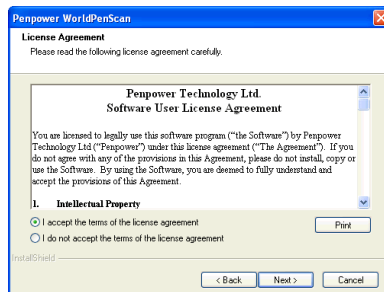 Penpower WorldPenScan
License Agreement
Please read the following license agreement carefully.
Penpower Technology Ltd.
Software User License Agreement
You are licensed to legally use this software program (“the Software”) by Penpower
Technology Ltd (“Penpower”) under this license agreement (“The Agreement”). If you
do not agree with any of the provisions in this Agreement, please do not install, copy or
use the Software. By using the Software, you are deemed to fully understand and
accept the provisions of this Agreement.
1. Intellectual Property
I accept the terms of the license agreement
Print
I do not accept the terms of the license agreement
InstallShield
< Back
Next >
Cancel